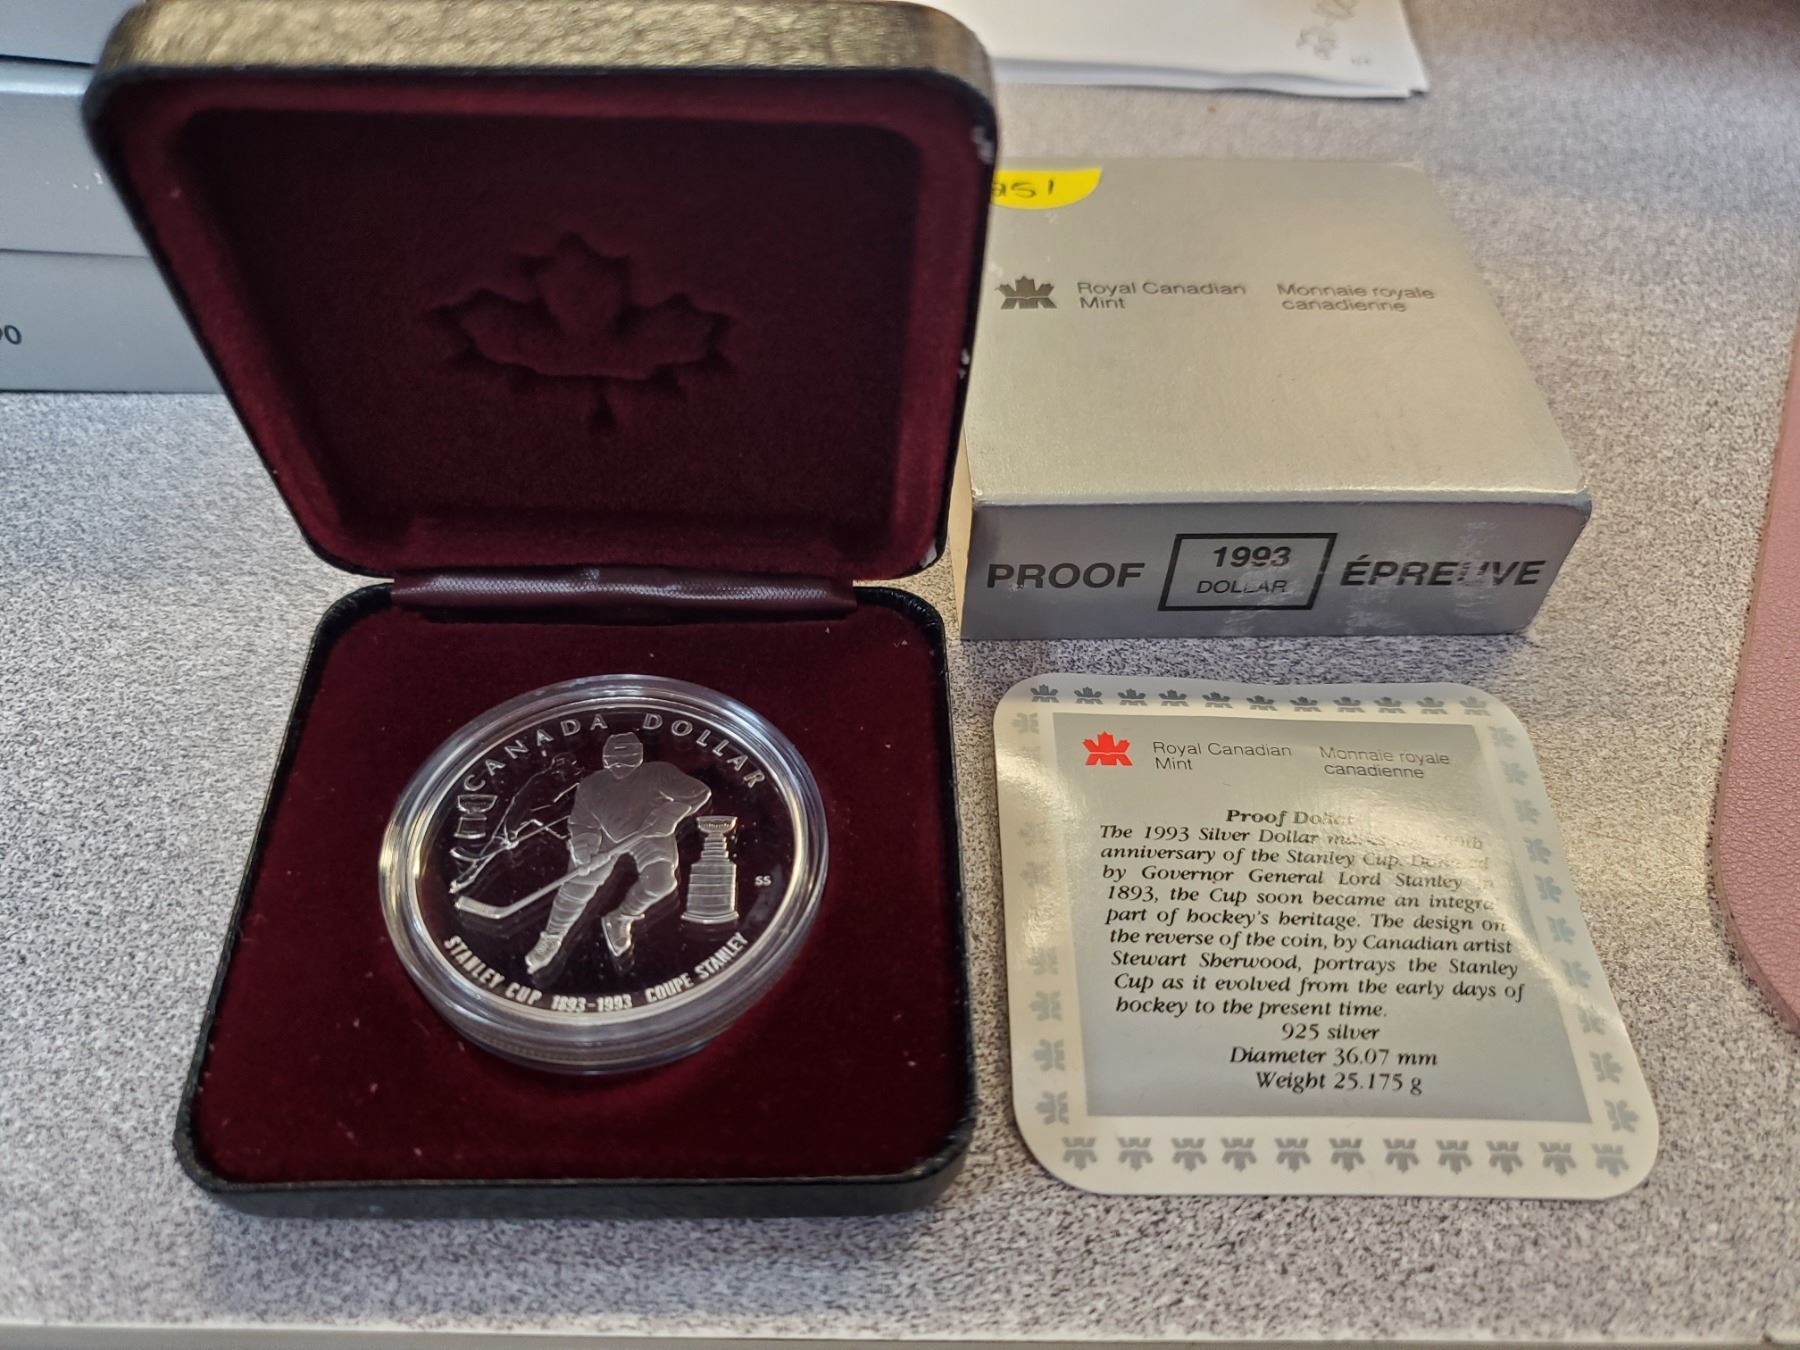 251
Royal Canadian Mint
Monnaie royale canadienne
PROOF
1993
DOLLAR
ÉPREUVE
CANADA DOLLAR
SS
STANLEY CUP 1893-1993 COUPE STANLEY
Royal Canadian Mint
Monnaie royale canadienne
Proof Dollar
The 1993 Silver Dollar
anniversary of the Stanley Cup.
by Governor General Lord Stanley
1893, the Cup soon became an integral
part of hockey's heritage. The design on
the reverse of the coin, by Canadian artist
Stewart Sherwood, portrays the Stanley
Cup as it evolved from the early days of
hockey to the present time.
925 silver
Diameter 36.07 mm
Weight 25.175 g